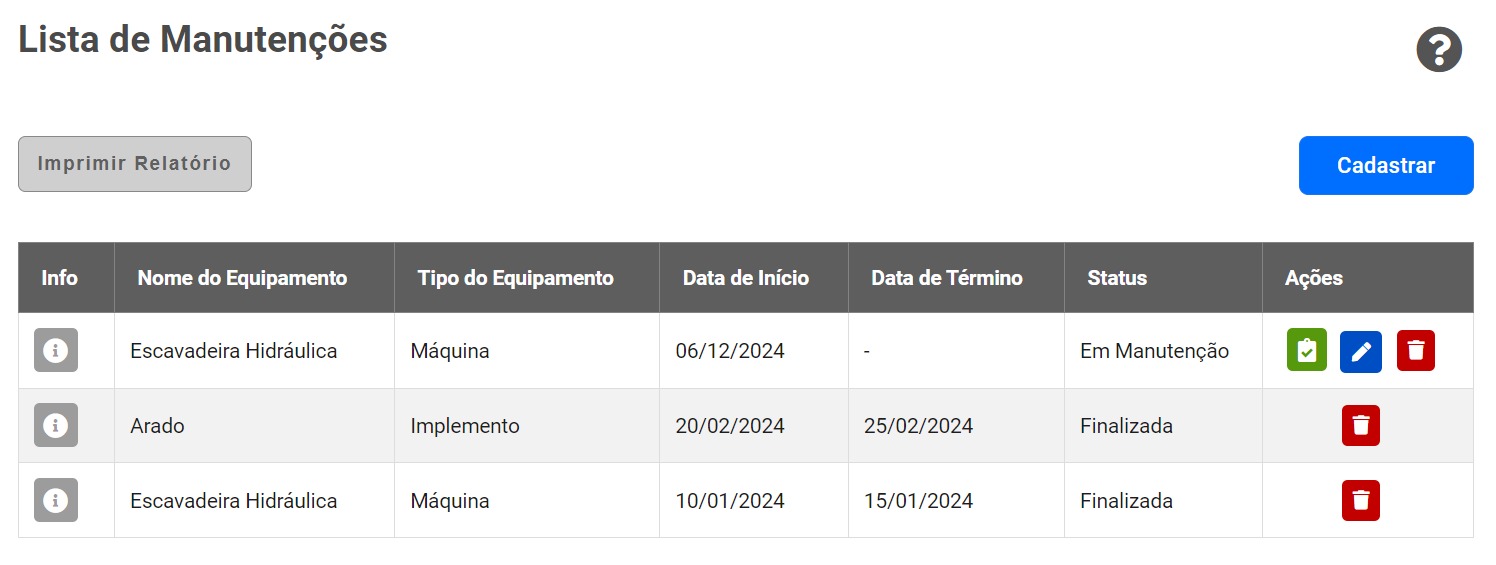 Lista de Manutenções
Imprimir Relatório
Cadastrar
Info Nome do Equipamento Tipo do Equipamento Data de Início Data de Término Status Ações
Escavadeira Hidráulica Máquina 06/12/2024 - Em Manutenção
Arado Implemento 20/02/2024 25/02/2024 Finalizada
Escavadeira Hidráulica Máquina 10/01/2024 15/01/2024 Finalizada